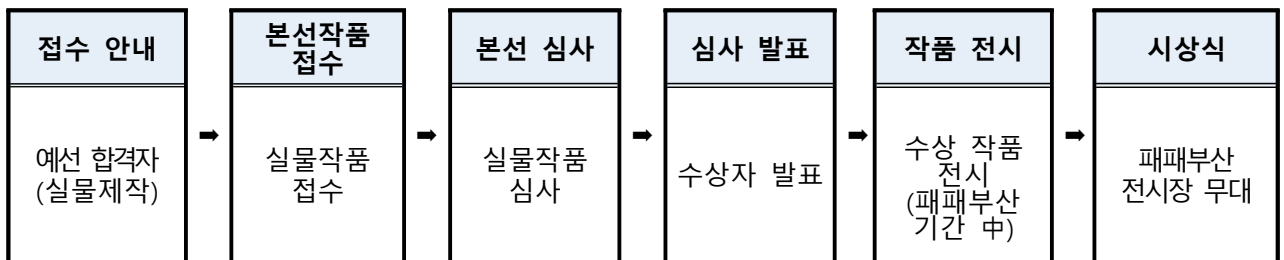 접수 안내
예선 합격자
(실물제작)
➡
본선작품
접수
실물작품
접수
➡
본선 심사
실물작품
심사
➡
심사 발표
수상자 발표
➡
작품 전시
수상 작품
전시
(패패부산
기간 中)
➡
시상식
패패부산
전시장 무대